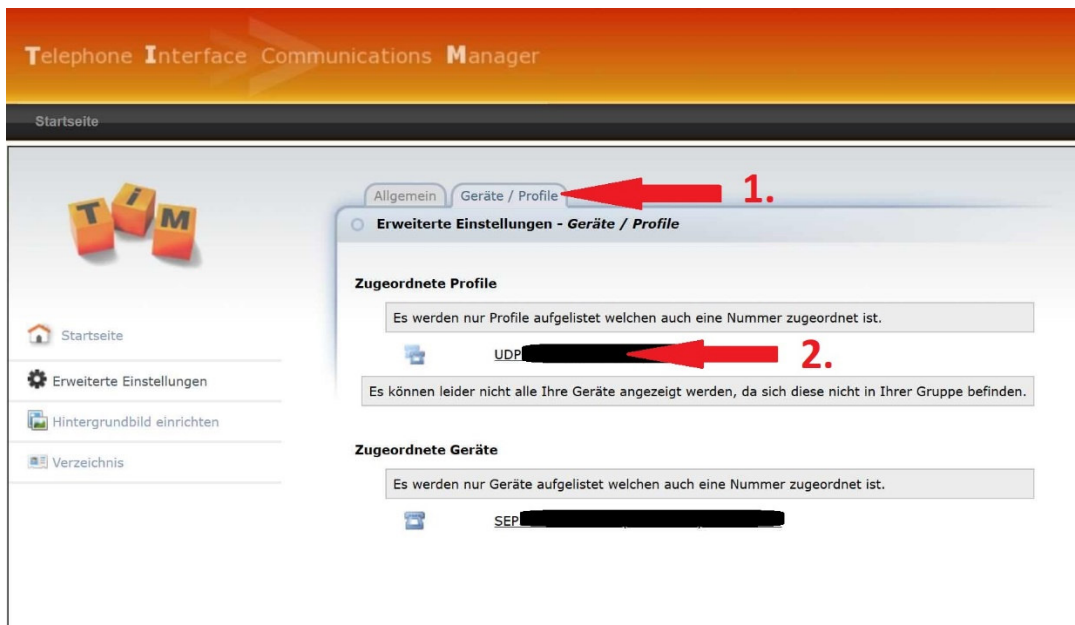 Telephone Interface Communications Manager
Startseite
TiM
Allgemein
Geräte / Profile
1.
Erweiterte Einstellungen - Geräte / Profile
Zugeordnete Profile
Es werden nur Profile aufgelistet welchen auch eine Nummer zugeordnet ist.
UDP
2.
Es können leider nicht alle Ihre Geräte angezeigt werden, da sich diese nicht in Ihrer Gruppe befinden.
Zugeordnete Geräte
Es werden nur Geräte aufgelistet welchen auch eine Nummer zugeordnet ist.
SEP
Startseite
Erweiterte Einstellungen
Hintergrundbild einrichten
Verzeichnis